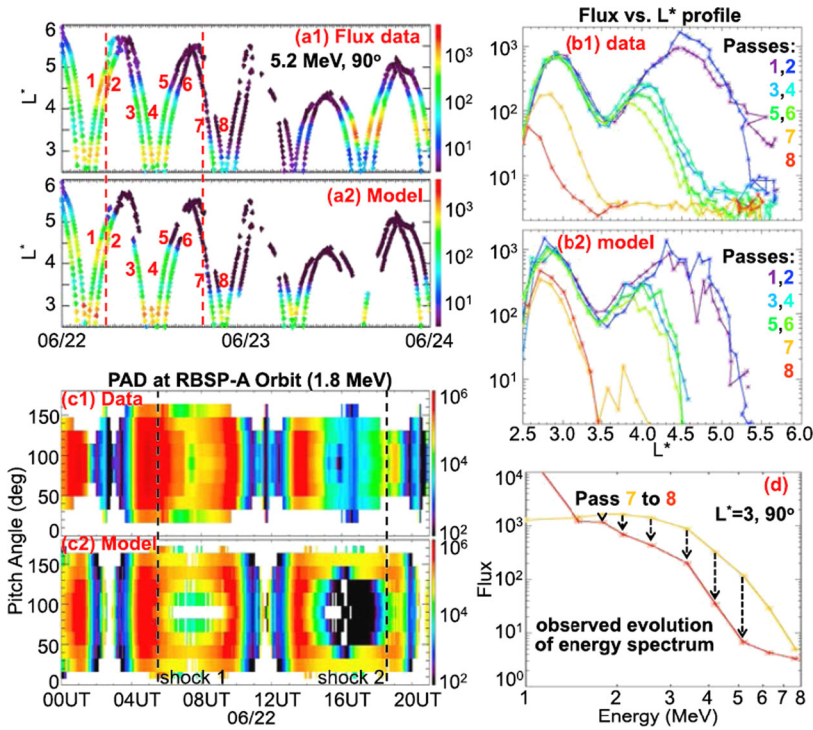 Flux vs. L* profile
6
5
4
3
L*
(a1) Flux data
5.2 MeV, 90º
1
2
3
4
5
6
7
8
10³
10²
10¹
6
5
4
3
L*
(a2) Model
1
2
3
4
5
6
7
8
10³
10²
10¹
06/22
06/23
06/24
(b1) data
Passes:
1,2
3,4
5,6
7
8
10³
10²
10¹
(b2) model
Passes:
1,2
3,4
5,6
7
8
10³
10²
10¹
2.5 3.0 3.5 4.0 4.5 5.0 5.5 6.0
L*
PAD at RBSP-A Orbit (1.8 MeV)
(c1) Data
150
100
50
0
10⁶
10⁴
10²
Pitch Angle (deg)
(c2) Model
150
100
50
0
10⁶
10⁴
10²
shock 1
shock 2
00UT 04UT 08UT 12UT 16UT 20UT
06/22
(d)
Pass 7 to 8
L*=3, 90º
10⁴
10³
10²
10¹
10⁰
Flux
observed evolution
of energy spectrum
1 2 3 4 5 6 7 8
Energy (MeV)